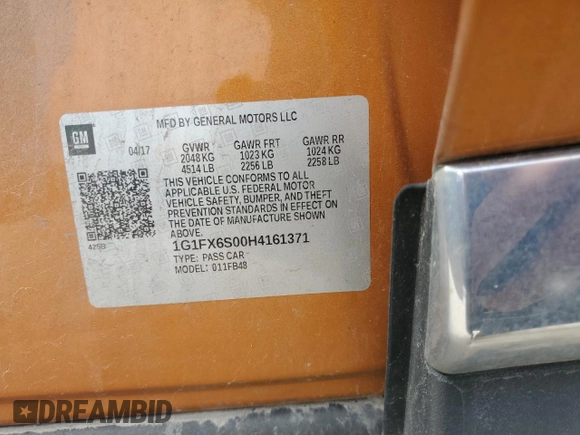 MFD BY GENERAL MOTORS LLC
GM
04/17
GVWR GAWR FRT GAWR RR
2048 KG 1023 KG 1024 KG
4514 LB 2256 LB 2258 LB
THIS VEHICLE CONFORMS TO ALL
APPLICABLE U.S. FEDERAL MOTOR
VEHICLE SAFETY, BUMPER, AND THEFT
PREVENTION STANDARDS IN EFFECT ON
THE DATE OF MANUFACTURE SHOWN
ABOVE.
1G1FX6S00H4161371
TYPE: PASS CAR
MODEL: 011FB48
DREAMBID